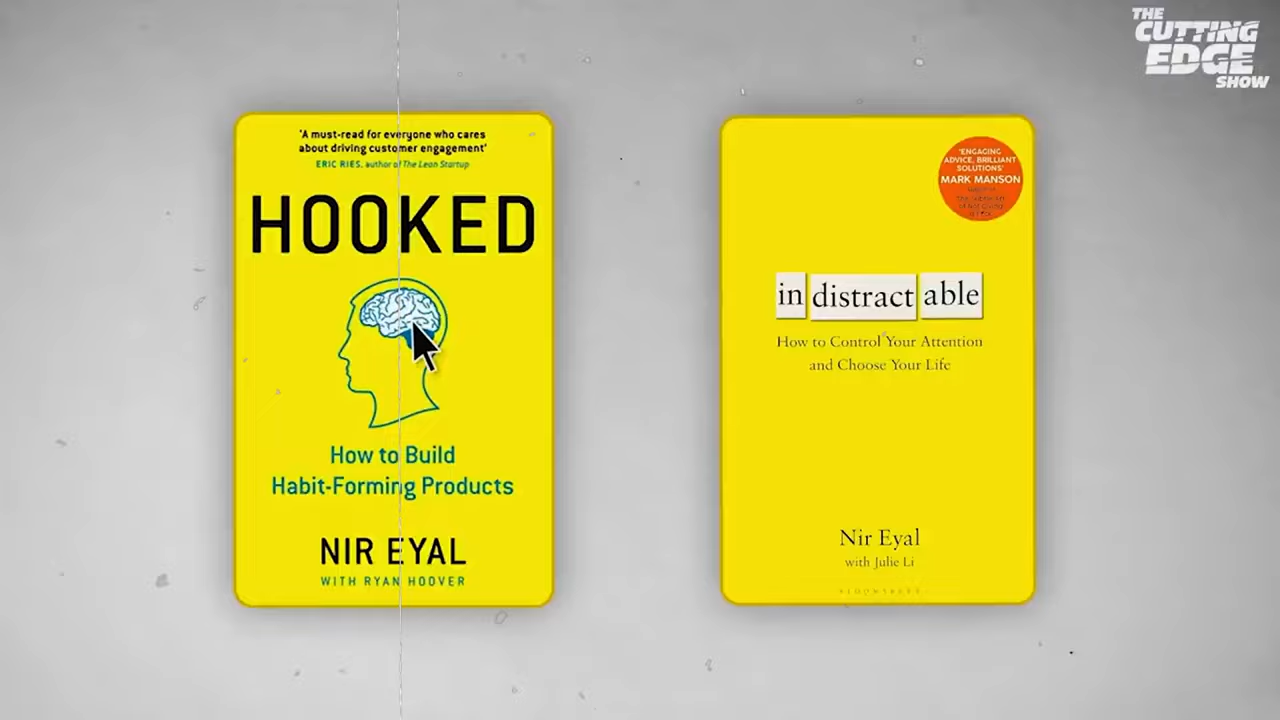 THE
CUTTING
EDGE
SHOW
'A must-read for everyone who cares
about driving customer engagement'
ERIC RIES, author of The Lean Startup
HOOKED
How to Build
Habit-Forming Products
NIR EYAL
WITH RYAN HOOVER
'ENGAGING
ADVICE, BRILLIANT
SOLUTIONS'
MARK MANSON
in distract able
How to Control Your Attention
and Choose Your Life
Nir Eyal
with Julie Li
BLOOMSBURY